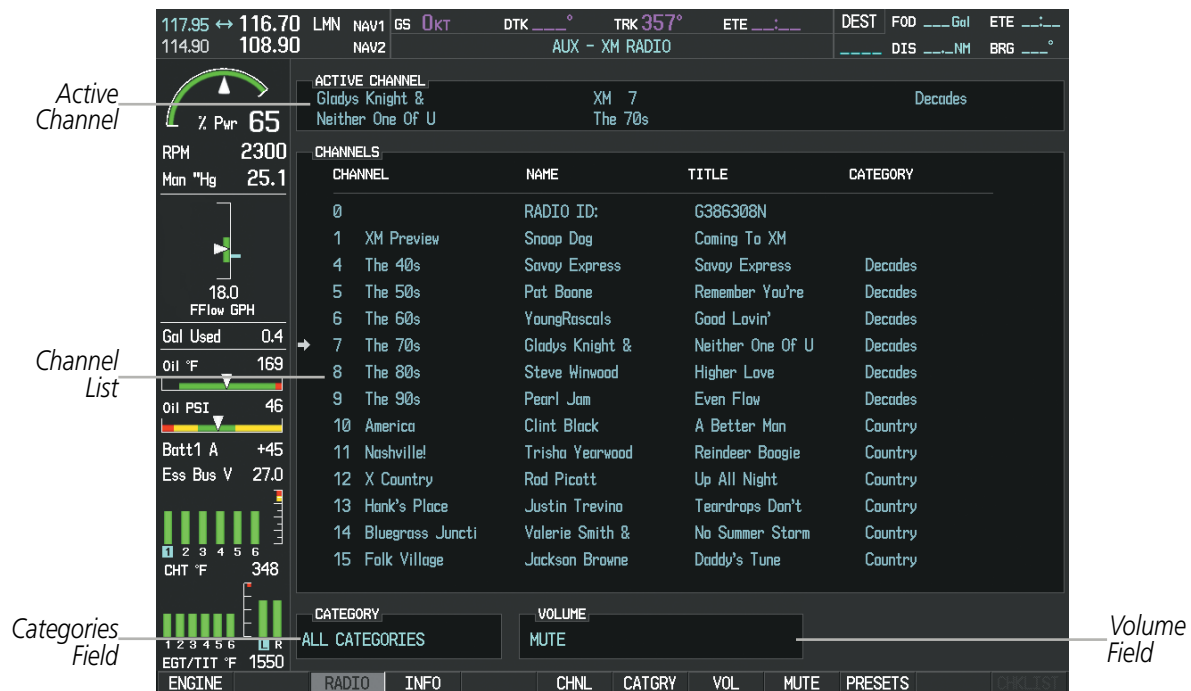 117.95 ↔ 116.70 LMN NAV1 GS 0KT DTK ___° TRK 357° ETE __:__ DEST FOD ___Gal ETE __:__
114.90 108.90 NAV2 AUX - XM RADIO ____ DIS __._NM BRG ___°
Active
Channel
ACTIVE CHANNEL
Gladys Knight & XM 7 Decades
Neither One Of U The 70s
% Pwr 65
RPM 2300
Man "Hg 25.1
18.0
FFlow GPH
Gal Used 0.4
Oil °F 169
Oil PSI 46
Batt1 A +45
Ess Bus V 27.0
1 2 3 4 5 6
CHT °F 348
1 2 3 4 5 6 L R
EGT/TIT °F 1550
CHANNELS
CHANNEL NAME TITLE CATEGORY
0 RADIO ID: G386308N
1 XM Preview Snoop Dog Coming To XM
4 The 40s Savoy Express Savoy Express Decades
5 The 50s Pat Boone Remember You're Decades
6 The 60s YoungRascals Good Lovin' Decades
7 The 70s Gladys Knight & Neither One Of U Decades
8 The 80s Steve Winwood Higher Love Decades
9 The 90s Pearl Jam Even Flow Decades
10 America Clint Black A Better Man Country
11 Nashville! Trisha Yearwood Reindeer Boogie Country
12 X Country Rod Picott Up All Night Country
13 Hank's Place Justin Trevino Teardrops Don't Country
14 Bluegrass Juncti Valerie Smith & No Summer Storm Country
15 Folk Village Jackson Browne Daddy's Tune Country
Channel
List
CATEGORY
ALL CATEGORIES
VOLUME
MUTE
Categories
Field
Volume
Field
ENGINE RADIO INFO CHNL CATGRY VOL MUTE PRESETS CHKLIST